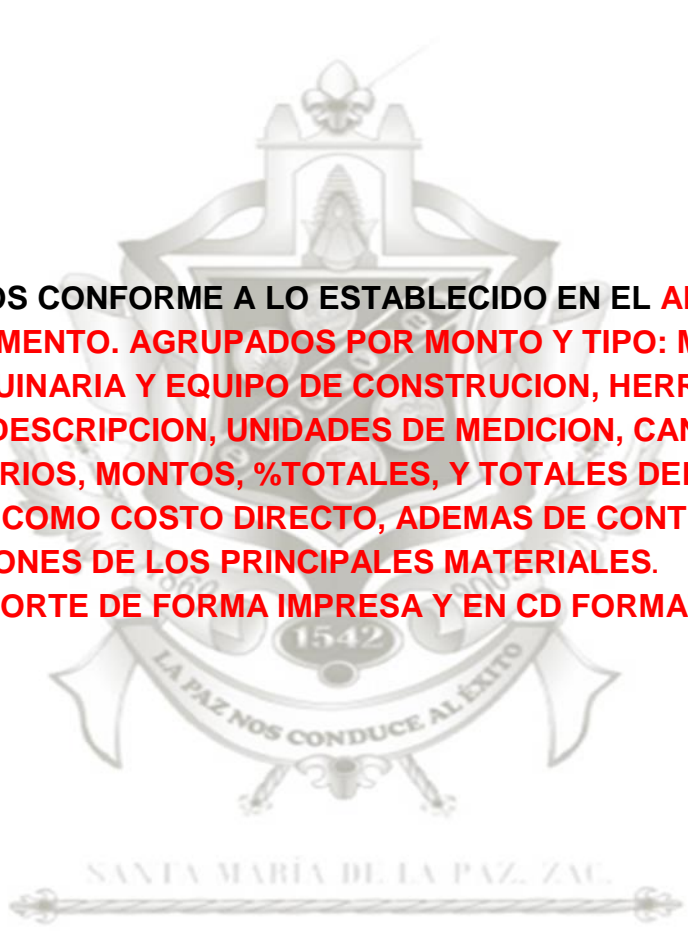 OS CONFORME A LO ESTABLECIDO EN EL
MENTO. AGRUPADOS POR MONTO Y TIPO:
UINARIA Y EQUIPO DE CONSTRUCION, HERR
DESCRIPCION, UNIDADES DE MEDICION, CAN
RIOS, MONTOS, %TOTALES, Y TOTALES DE
COMO COSTO DIRECTO, ADEMAS DE CONT
ONES DE LOS PRINCIPALES MATERIALES.
ORTE DE FORMA IMPRESA Y EN CD FORMA
1542
LA PAZ NOS CONDUCE AL ÉXITO
SANTA MARÍA DE LA PAZ, ZAC.